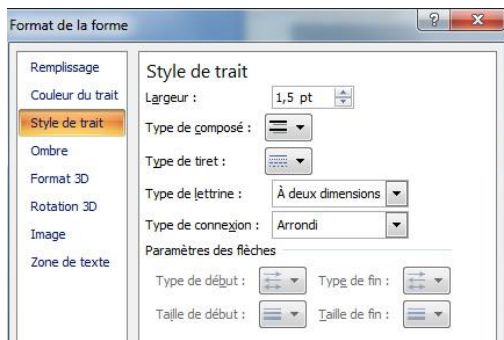 Format de la forme
Remplissage
Couleur du trait
Style de trait
Ombre
Format 3D
Rotation 3D
Image
Zone de texte
Style de trait
Largeur : 1,5 pt
Type de composé :
Type de tiret :
Type de lettrine : À deux dimensions
Type de connexion : Arrondi
Paramètres des flèches
Type de début : Type de fin :
Taille de début : Taille de fin :